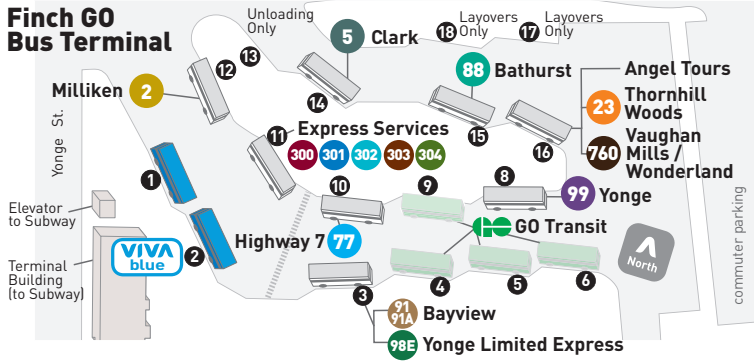 Finch GO
Bus Terminal
Unloading
Only
5 Clark
18 Layovers
Only
17 Layovers
Only
12
13
Milliken 2
14
88 Bathurst
15
16
Angel Tours
23 Thornhill
Woods
760 Vaughan
Mills /
Wonderland
Yonge St.
11 Express Services
300 301 302 303 304
1
10
9
8
99 Yonge
Elevator
to Subway
VIVA
blue
2
Highway 7 77
GO Transit
North
commuter parking
Terminal
Building
(to Subway)
3
4
5
6
91
91A Bayview
98E Yonge Limited Express